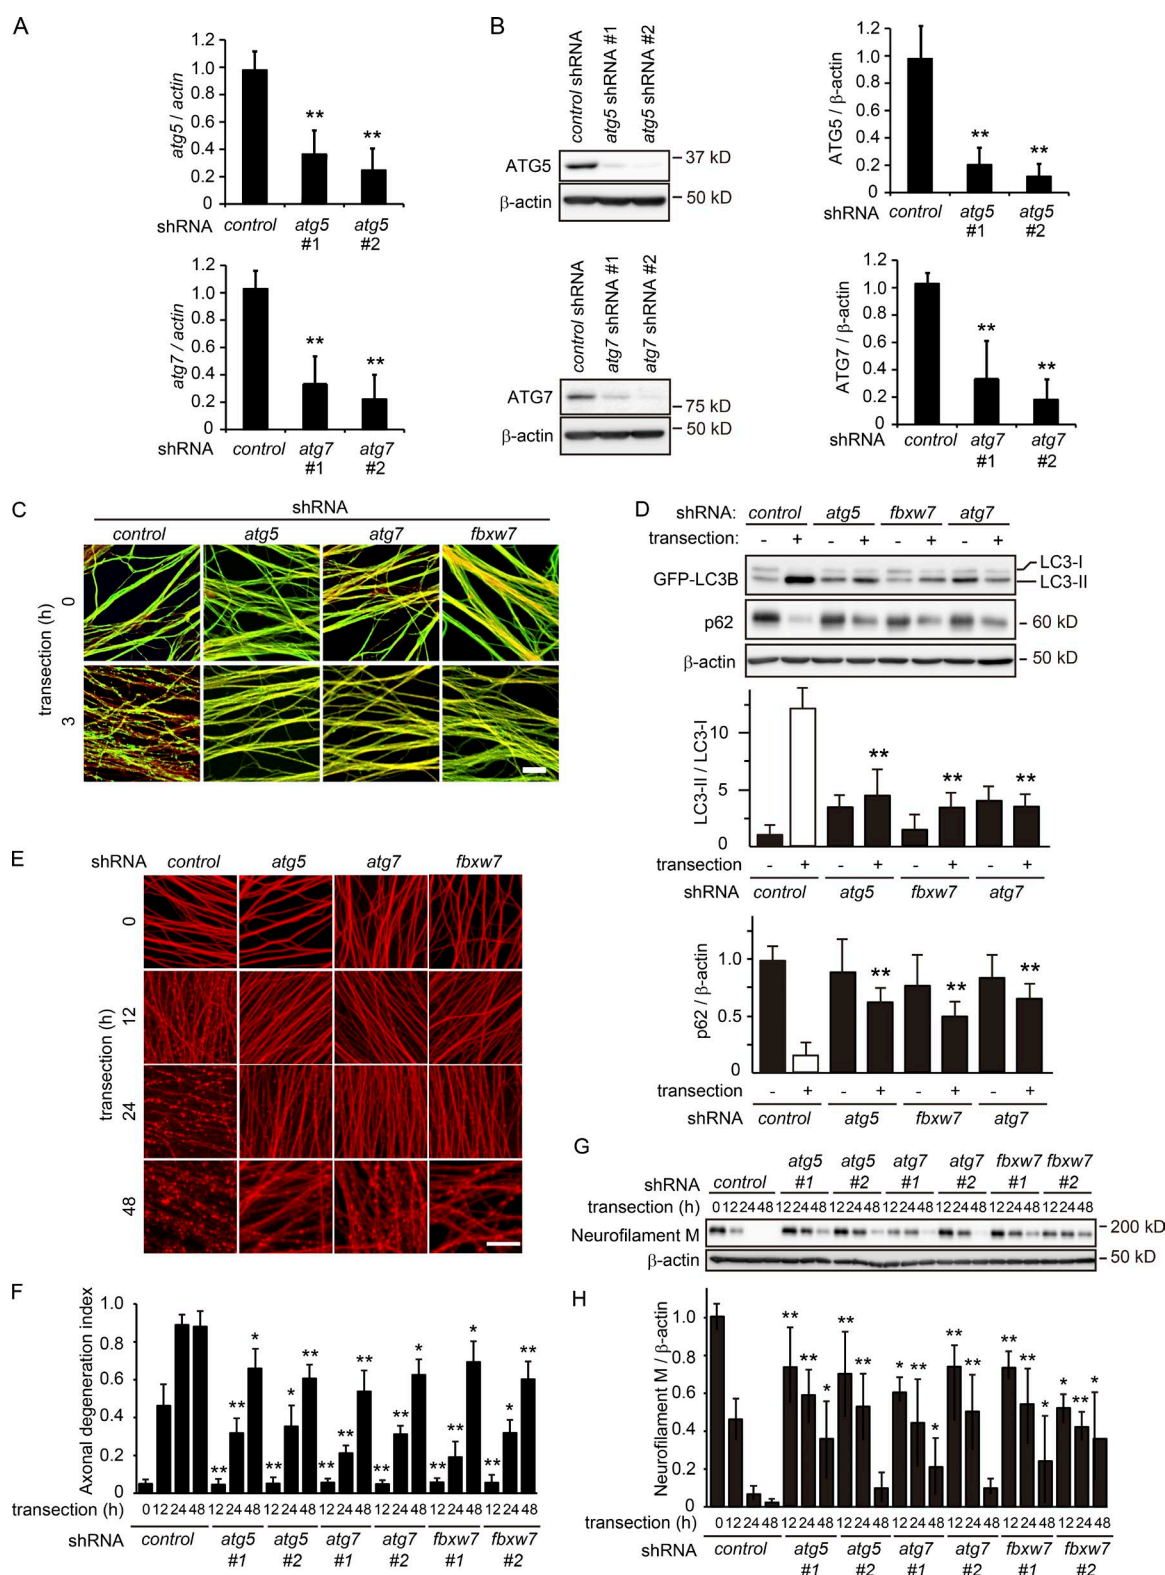 A
1.2
1.0
0.8
0.6
0.4
0.2
0
atg5 / actin
**
**
shRNA control atg5 atg5
#1 #2
1.2
1.0
0.8
0.6
0.4
0.2
0
atg7 / actin
**
**
shRNA control atg7 atg7
#1 #2
B
control shRNA
atg5 shRNA #1
atg5 shRNA #2
ATG5
37 kD
β-actin
50 kD
control shRNA
atg7 shRNA #1
atg7 shRNA #2
ATG7
75 kD
β-actin
50 kD
1.2
1.0
0.8
0.6
0.4
0.2
0
ATG5 / β-actin
**
**
shRNA control atg5 atg5
#1 #2
1.2
1.0
0.8
0.6
0.4
0.2
0
ATG7 / β-actin
**
**
shRNA control atg7 atg7
#1 #2
C
shRNA
control atg5 atg7 fbxw7
transection (h)
0
3
D
shRNA: control atg5 fbxw7 atg7
transection: - + - + - + - +
GFP-LC3B
LC3-I
LC3-II
p62
60 kD
β-actin
50 kD
LC3-II / LC3-I
10
5
0
** ** **
transection - + - + - + - +
shRNA control atg5 fbxw7 atg7
p62 / β-actin
1.0
0.5
0
** ** **
transection - + - + - + - +
shRNA control atg5 fbxw7 atg7
E
shRNA control atg5 atg7 fbxw7
transection (h)
0
12
24
48
F
Axonal degeneration index
1.0
0.8
0.6
0.4
0.2
0
** ** * ** * ** ** ** ** ** ** * ** ** * ** * **
transection (h) 0 12 24 48 12 24 48 12 24 48 12 24 48 12 24 48 12 24 48 12 24 48
shRNA control atg5 atg5 atg7 atg7 fbxw7 fbxw7
#1 #2 #1 #2 #1 #2
G
atg5 atg5 atg7 atg7 fbxw7 fbxw7
shRNA control #1 #2 #1 #2 #1 #2
transection (h) 0 12 24 48 12 24 48 12 24 48 12 24 48 12 24 48 12 24 48 12 24 48
Neurofilament M
200 kD
β-actin
50 kD
H
Neurofilament M / β-actin
1.0
0.8
0.6
0.4
0.2
0
** ** * ** ** * ** * ** ** ** ** * * ** *
transection (h) 0 12 24 48 12 24 48 12 24 48 12 24 48 12 24 48 12 24 48 12 24 48
shRNA control atg5 atg5 atg7 atg7 fbxw7 fbxw7
#1 #2 #1 #2 #1 #2